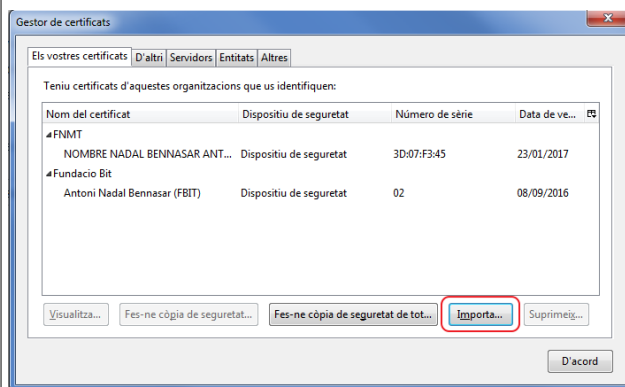 Gestor de certificats
Els vostres certificats D'altri Servidors Entitats Altres
Teniu certificats d'aquestes organitzacions que us identifiquen:
Nom del certificat Dispositiu de seguretat Número de sèrie Data de ve...
FNMT
NOMBRE NADAL BENNASAR ANT... Dispositiu de seguretat 3D:07:F3:45 23/01/2017
Fundacio Bit
Antoni Nadal Bennasar (FBIT) Dispositiu de seguretat 02 08/09/2016
Visualitza... Fes-ne còpia de seguretat... Fes-ne còpia de seguretat de tot... Importa... Suprimeix...
D'acord